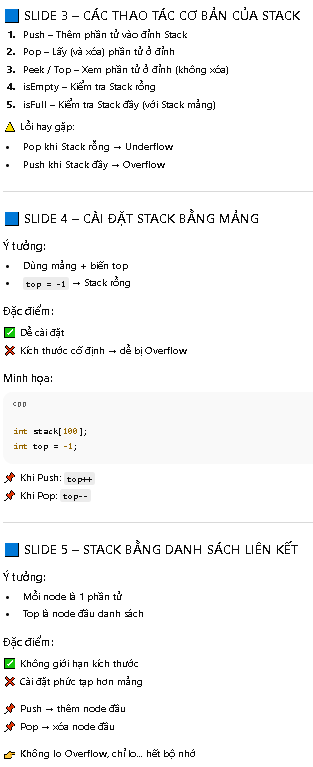 🟦 SLIDE 3 – CÁC THAO TÁC CƠ BẢN CỦA STACK
1. Push – Thêm phần tử vào đỉnh Stack
2. Pop – Lấy (và xóa) phần tử ở đỉnh
3. Peek / Top – Xem phần tử ở đỉnh (không xóa)
4. isEmpty – Kiểm tra Stack rỗng
5. isFull – Kiểm tra Stack đầy (với Stack mảng)
⚠️ Lỗi hay gặp:
• Pop khi Stack rỗng → Underflow
• Push khi Stack đầy → Overflow
🟦 SLIDE 4 – CÀI ĐẶT STACK BẰNG MẢNG
Ý tưởng:
• Dùng mảng + biến top
• top = -1 → Stack rỗng
Đặc điểm:
✅ Dễ cài đặt
❌ Kích thước cố định → dễ bị Overflow
Minh họa:
cpp
int stack[100];
int top = -1;
📌 Khi Push: top++
📌 Khi Pop: top--
🟦 SLIDE 5 – STACK BẰNG DANH SÁCH LIÊN KẾT
Ý tưởng:
• Mỗi node là 1 phần tử
• Top là node đầu danh sách
Đặc điểm:
✅ Không giới hạn kích thước
❌ Cài đặt phức tạp hơn mảng
📌 Push → thêm node đầu
📌 Pop → xóa node đầu
👉 Không lo Overflow, chỉ lo... hết bộ nhớ